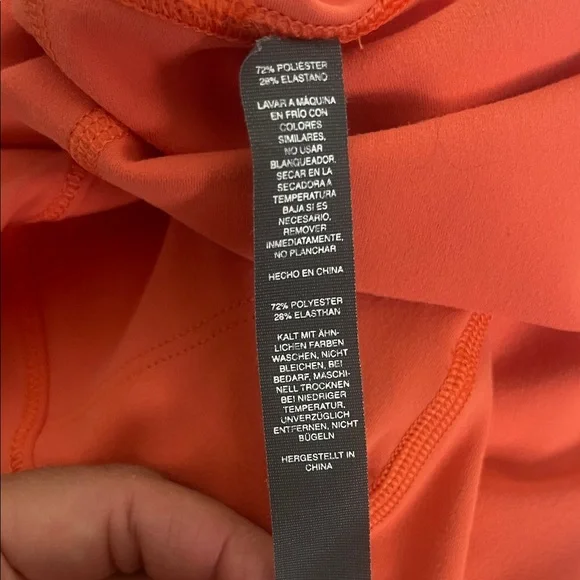 72% POLIESTER
28% ELASTANO
LAVAR A MÁQUINA
EN FRÍO CON
COLORES
SIMILARES,
NO USAR
BLANQUEADOR.
SECAR EN LA
SECADORA A
TEMPERATURA
BAJA SI ES
NECESARIO,
REMOVER
INMEDIATAMENTE,
NO PLANCHAR
HECHO EN CHINA
72% POLYESTER
28% ELASTHAN
KALT MIT ÄHN-
LICHEN FARBEN
WASCHEN, NICHT
BLEICHEN, BEI
BEDARF, MASCHI-
NELL TROCKNEN
BEI NIEDRIGER
TEMPERATUR,
UNVERZÜGLICH
ENTFERNEN, NICHT
BÜGELN
HERGESTELLT IN
CHINA